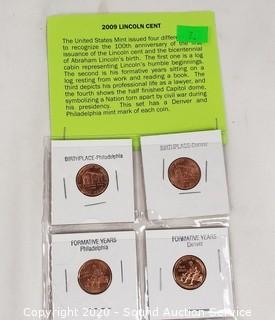 2009 LINCOLN CENT
The United States Mint issued four different
to recognize the 100th anniversary of the
issuance of the Lincoln cent and the bicentennial
of Abraham Lincoln's birth. The first one is a log
cabin representing Lincoln's humble beginnings.
The second is his formative years sitting on a
log resting from work and reading a book. The
third depicts his professional life as a lawyer, and
the fourth shows the half finished Capitol dome,
symbolizing a Nation torn apart by civil war during
his presidency. This set has a Denver and
Philadelphia mint mark of each coin.
BIRTHPLACE-Philadelphia
BIRTHPLACE-Denver
FORMATIVE YEARS
Philadelphia
FORMATIVE YEARS
Denver
Copyright 2020 - Sound Auction Service